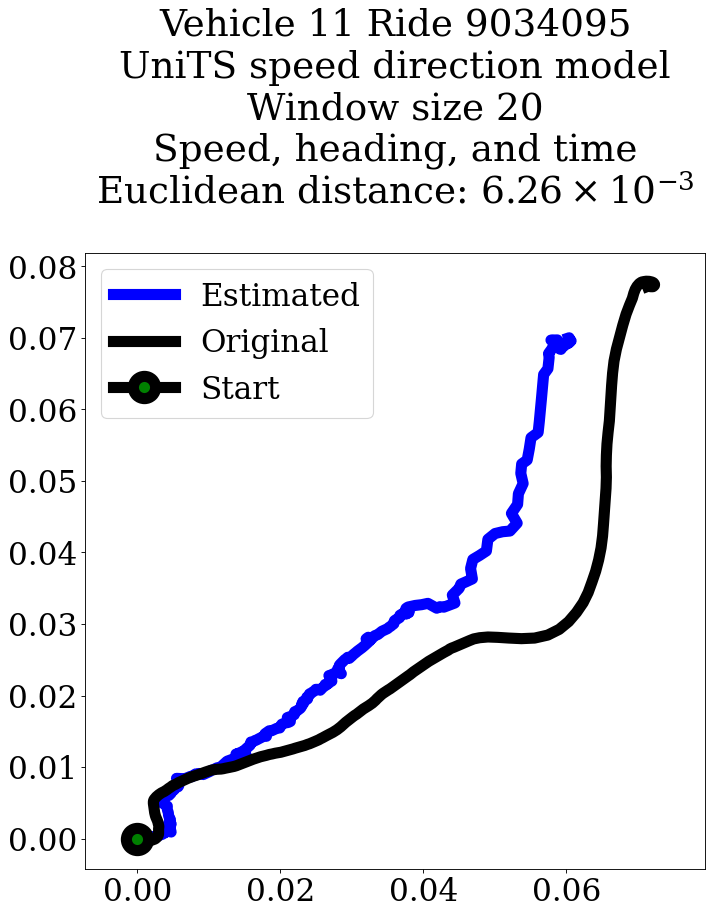 Vehicle 11 Ride 9034095
UniTS speed direction model
Window size 20
Speed, heading, and time
Euclidean distance: 6.26 × 10⁻³
0.08
0.07
0.06
0.05
0.04
0.03
0.02
0.01
0.00
Estimated
Original
Start
0.00 0.02 0.04 0.06